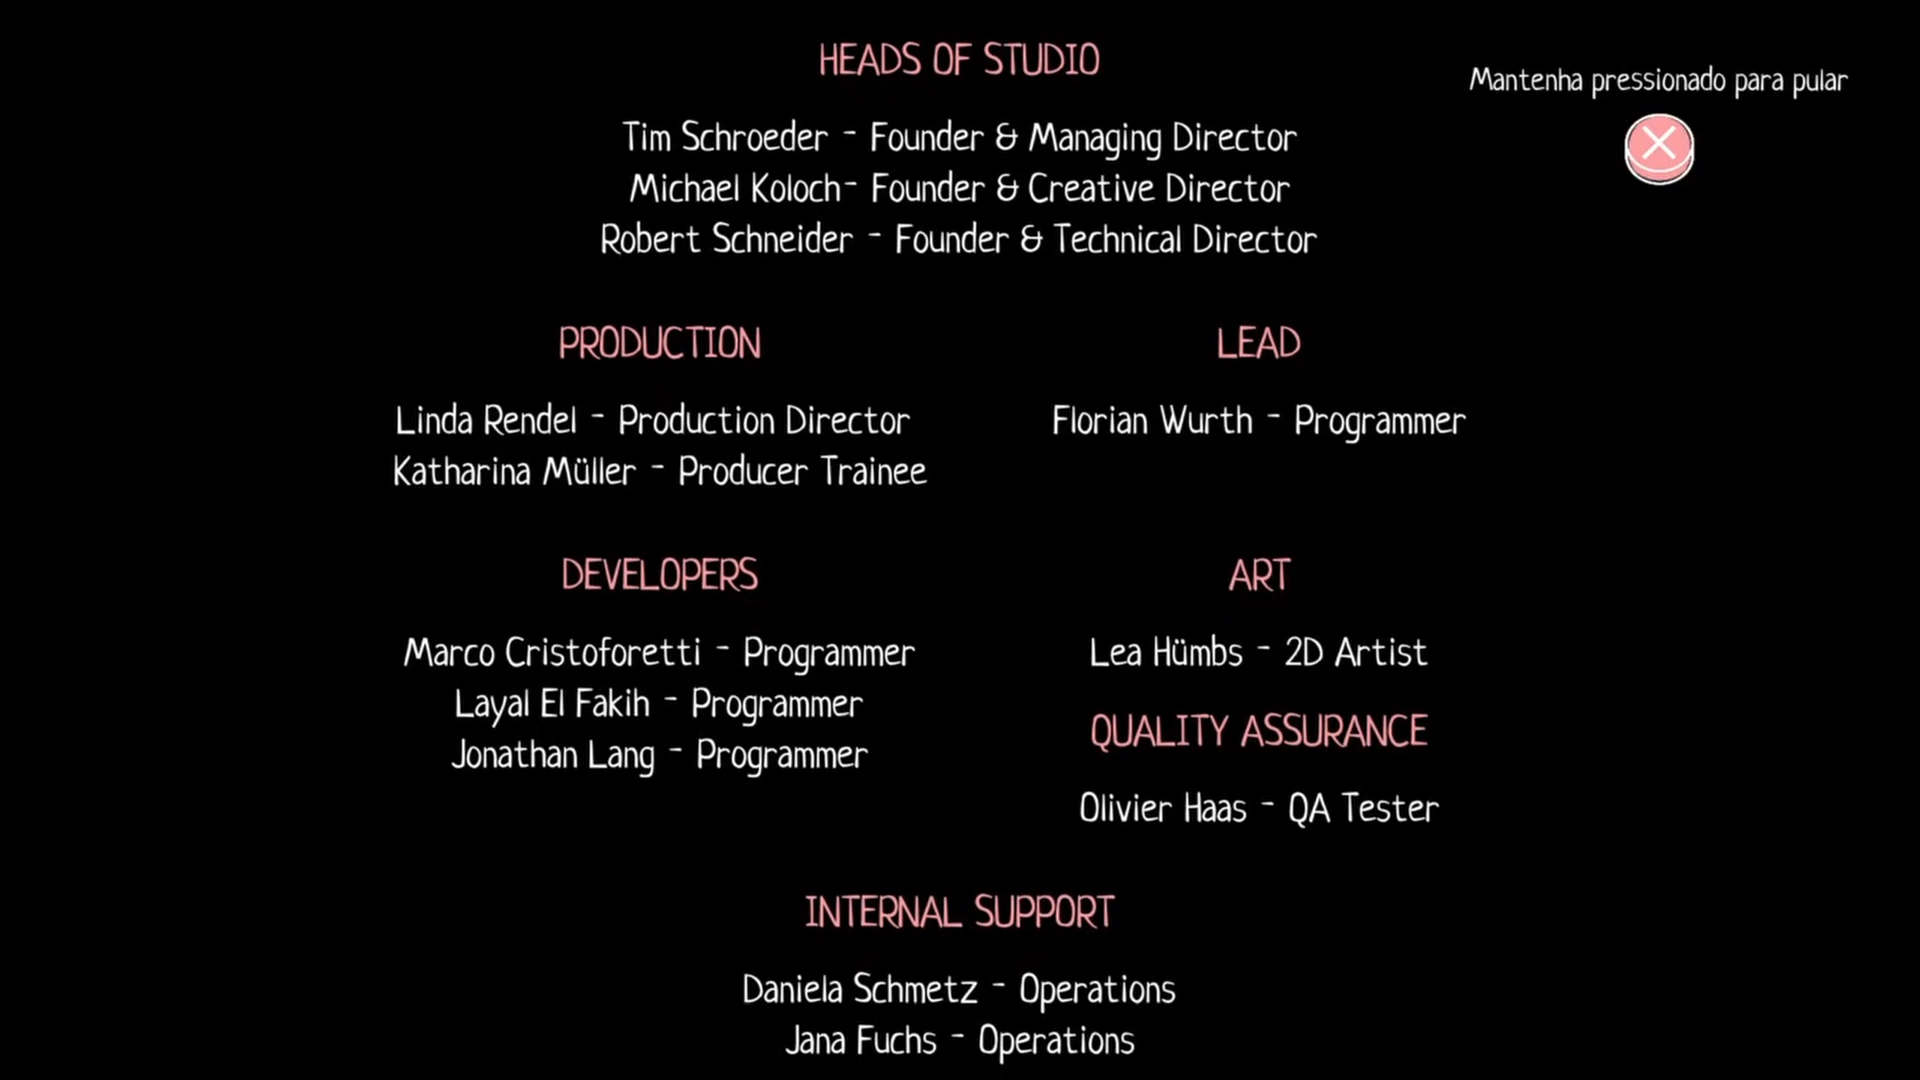 HEADS OF STUDIO
Mantenha pressionado para pular
Tim Schroeder - Founder & Managing Director
Michael Koloch- Founder & Creative Director
Robert Schneider - Founder & Technical Director
PRODUCTION
Linda Rendel - Production Director
Katharina Müller - Producer Trainee
LEAD
Florian Wurth - Programmer
DEVELOPERS
Marco Cristoforetti - Programmer
Layal El Fakih - Programmer
Jonathan Lang - Programmer
ART
Lea Hümbs - 2D Artist
QUALITY ASSURANCE
Olivier Haas - QA Tester
INTERNAL SUPPORT
Daniela Schmetz - Operations
Jana Fuchs - Operations